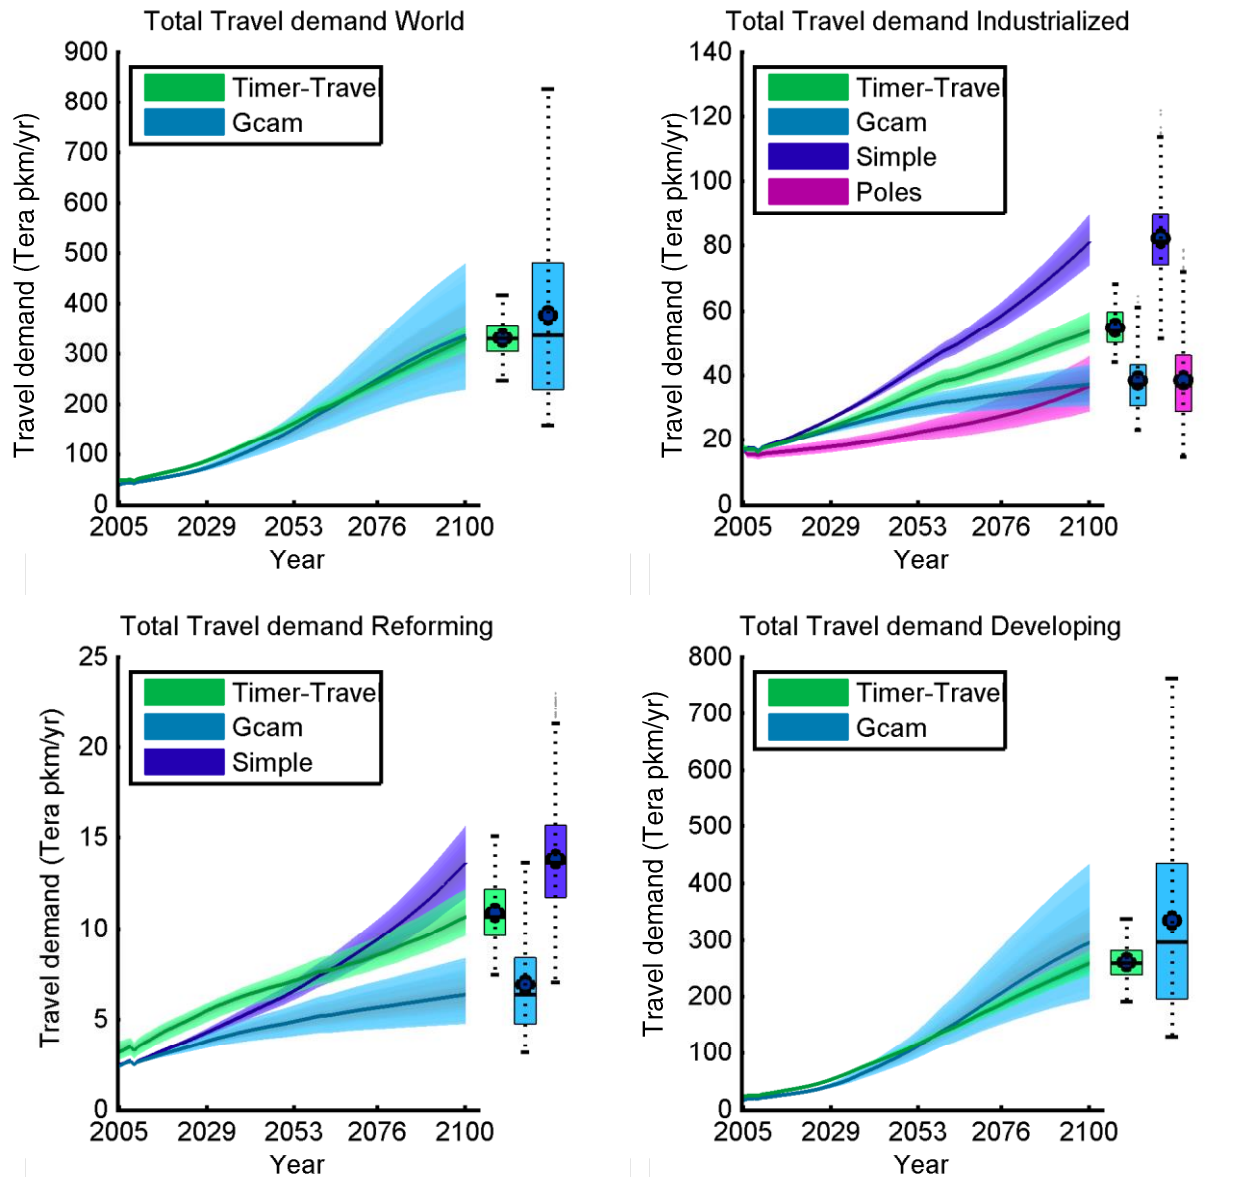 Total Travel demand World
Travel demand (Tera pkm/yr)
900
800
700
600
500
400
300
200
100
0
Timer-Travel
Gcam
2005 2029 2053 2076 2100
Year
Total Travel demand Industrialized
Travel demand (Tera pkm/yr)
140
120
100
80
60
40
20
0
Timer-Travel
Gcam
Simple
Poles
2005 2029 2053 2076 2100
Year
Total Travel demand Reforming
Travel demand (Tera pkm/yr)
25
20
15
10
5
0
Timer-Travel
Gcam
Simple
2005 2029 2053 2076 2100
Year
Total Travel demand Developing
Travel demand (Tera pkm/yr)
800
700
600
500
400
300
200
100
0
Timer-Travel
Gcam
2005 2029 2053 2076 2100
Year